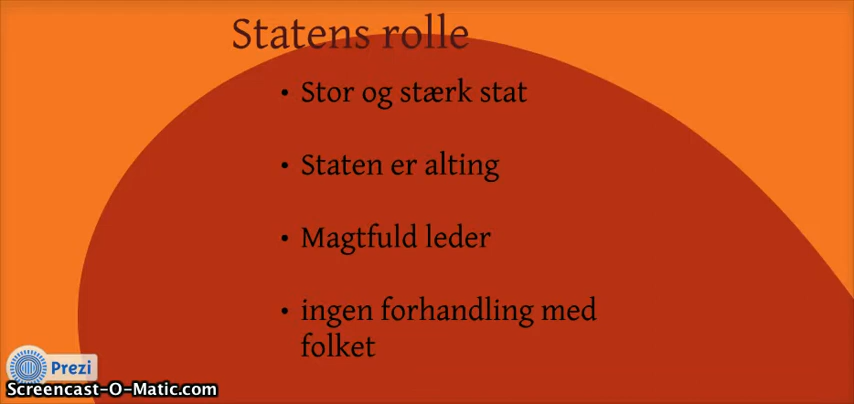 Statens rolle
• Stor og stærk stat
• Staten er alting
• Magtfuld leder
• ingen forhandling med
folket
Prezi
Screencast-O-Matic.com